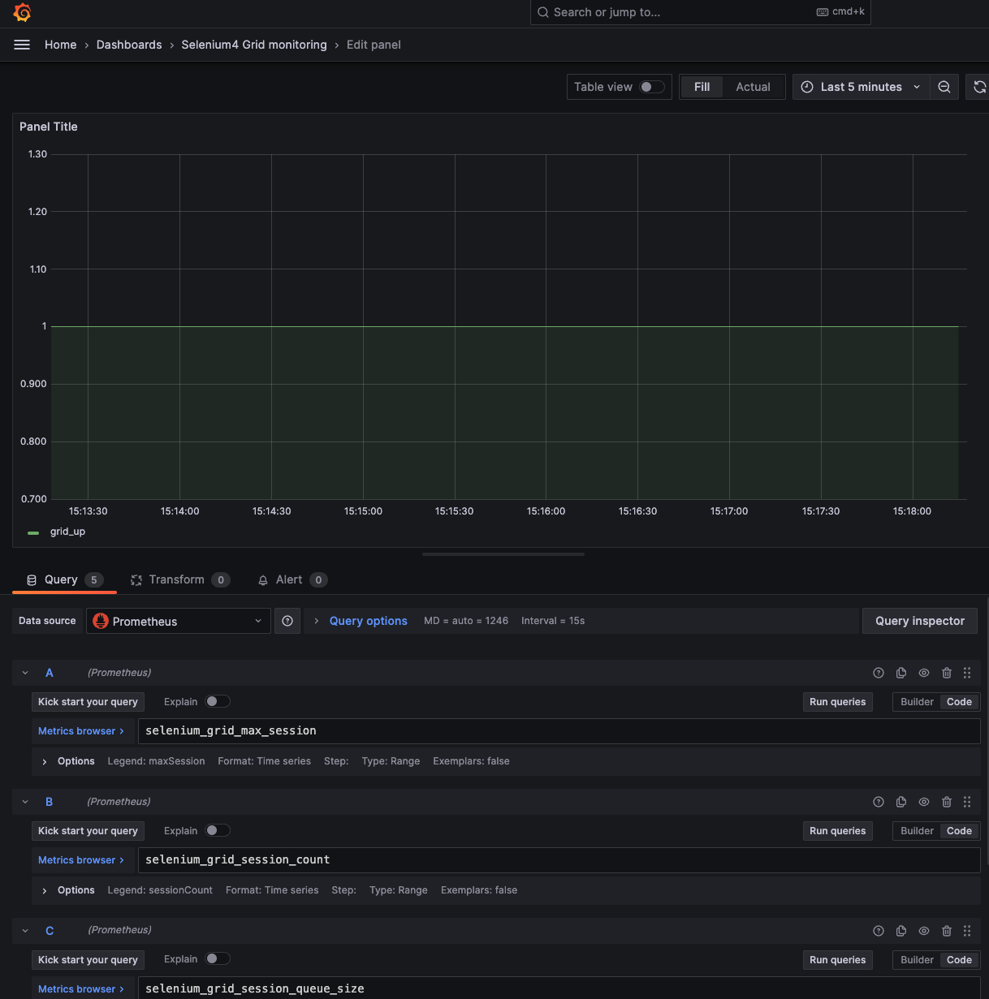 Search or jump to...
cmd+k
Home › Dashboards › Selenium4 Grid monitoring › Edit panel
Table view
Fill
Actual
Last 5 minutes
Panel Title
1.30
1.20
1.10
1
0.900
0.800
0.700
15:13:30 15:14:00 15:14:30 15:15:00 15:15:30 15:16:00 15:16:30 15:17:00 15:17:30 15:18:00
grid_up
Query 5 Transform 0 Alert 0
Data source Prometheus Query options MD = auto = 1246 Interval = 15s Query inspector
A (Prometheus)
Kick start your query Explain Run queries Builder Code
Metrics browser › selenium_grid_max_session
Options Legend: maxSession Format: Time series Step: Type: Range Exemplars: false
B (Prometheus)
Kick start your query Explain Run queries Builder Code
Metrics browser › selenium_grid_session_count
Options Legend: sessionCount Format: Time series Step: Type: Range Exemplars: false
C (Prometheus)
Kick start your query Explain Run queries Builder Code
Metrics browser › selenium_grid_session_queue_size